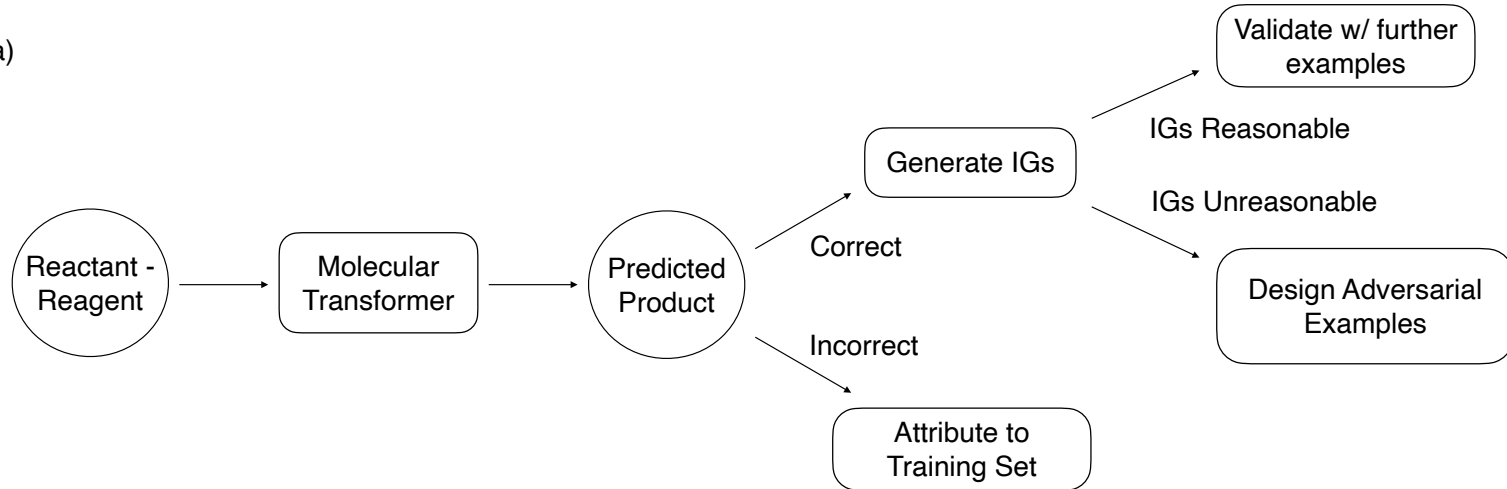 a)
Reactant -
Reagent
Molecular
Transformer
Predicted
Product
Correct
Incorrect
Generate IGs
Attribute to
Training Set
IGs Reasonable
IGs Unreasonable
Validate w/ further
examples
Design Adversarial
Examples